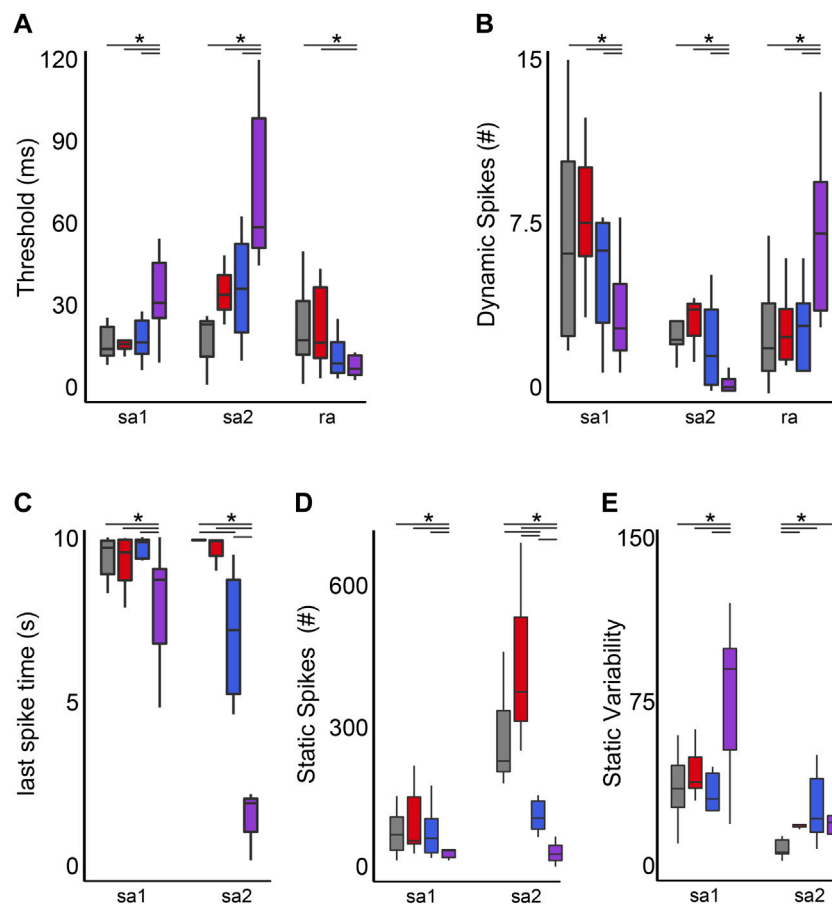 A
*
*
*
120
90
60
30
0
Threshold (ms)
sa1
sa2
ra
B
*
*
*
15
7.5
0
Dynamic Spikes (#)
sa1
sa2
ra
C
*
*
10
5
0
last spike time (s)
sa1
sa2
D
*
*
600
300
0
Static Spikes (#)
sa1
sa2
E
*
*
150
75
0
Static Variability
sa1
sa2